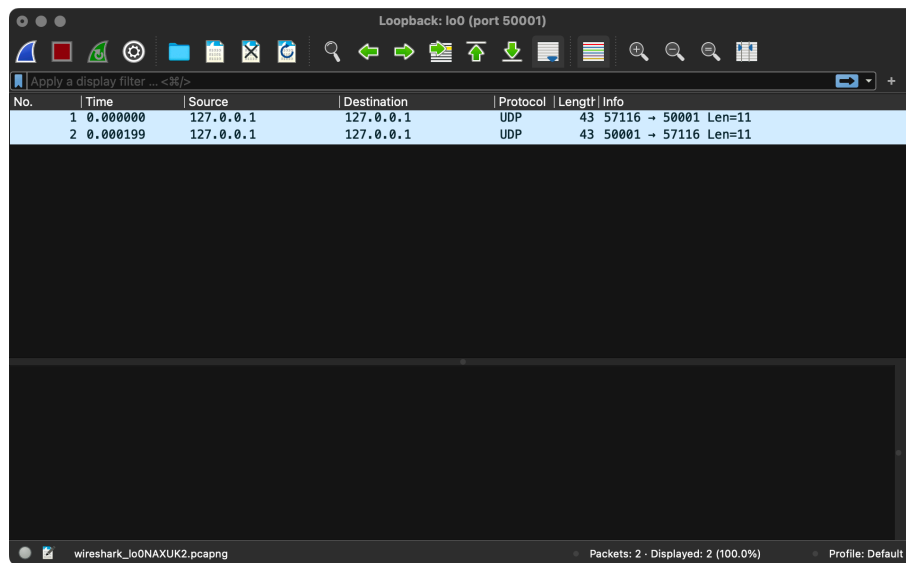 Loopback: lo0 (port 50001)
Apply a display filter ... <⌘/>
No. Time Source Destination Protocol Length Info
1 0.000000 127.0.0.1 127.0.0.1 UDP 43 57116 → 50001 Len=11
2 0.000199 127.0.0.1 127.0.0.1 UDP 43 50001 → 57116 Len=11
wireshark_lo0NAXUK2.pcapng Packets: 2 · Displayed: 2 (100.0%) Profile: Default